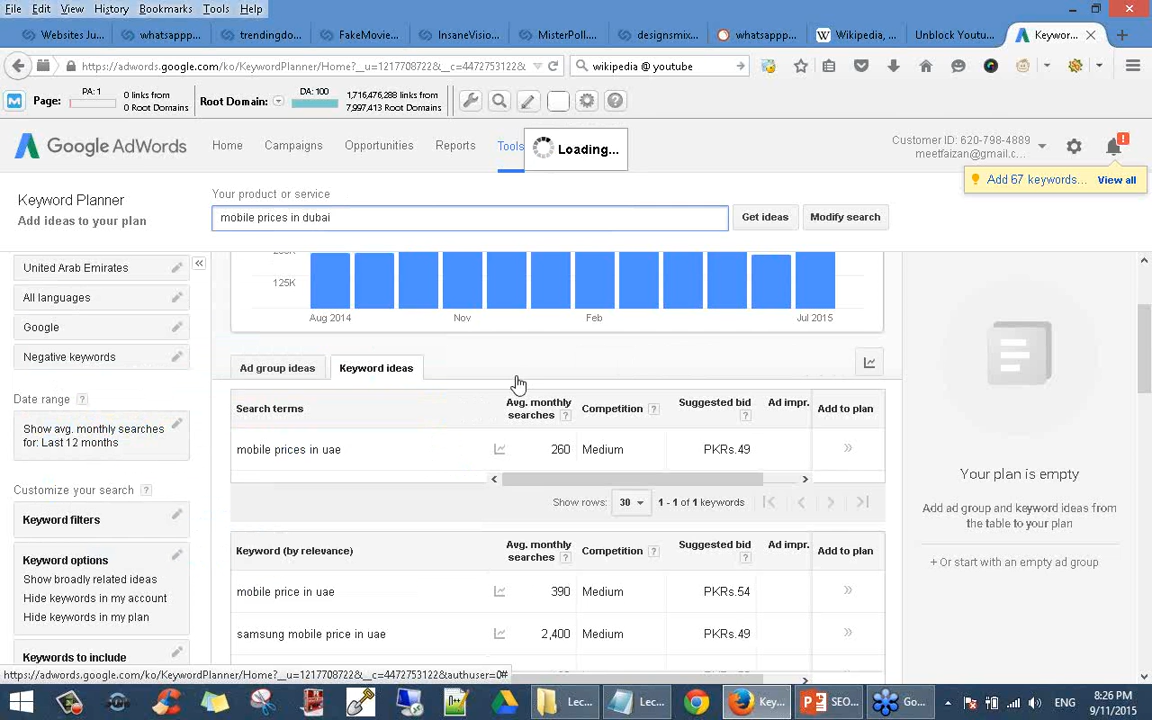 File Edit View History Bookmarks Tools Help
Websites Ju...
whatsappp...
trendingdo...
FakeMovie...
InsaneVisio...
MisterPoll....
designsmix...
whatsappp...
Wikipedia, ...
Unblock Youtu...
Keywor...
https://adwords.google.com/ko/KeywordPlanner/Home?__u=1217708722&__c=4472753122&
wikipedia @ youtube
Page:
PA: 1
0 links from
0 Root Domains
Root Domain:
DA: 100
1,716,476,288 links from
7,997,413 Root Domains
Google AdWords
Home
Campaigns
Opportunities
Reports
Tools
Loading...
Customer ID: 620-798-4889
meetfaizan@gmail.c...
Add 67 keywords...
View all
Keyword Planner
Add ideas to your plan
Your product or service
mobile prices in dubai
Get ideas
Modify search
United Arab Emirates
All languages
Google
Negative keywords
Date range ?
Show avg. monthly searches
for: Last 12 months
Customize your search ?
Keyword filters
Keyword options
Show broadly related ideas
Hide keywords in my account
Hide keywords in my plan
Keywords to include
125K
Aug 2014
Nov
Feb
Jul 2015
Ad group ideas
Keyword ideas
Search terms
Avg. monthly
searches ?
Competition ?
Suggested bid
?
Ad impr.
Add to plan
mobile prices in uae
260
Medium
PKRs.49
Show rows: 30
1 - 1 of 1 keywords
Keyword (by relevance)
Avg. monthly
searches ?
Competition ?
Suggested bid
?
Ad impr.
Add to plan
mobile price in uae
390
Medium
PKRs.54
samsung mobile price in uae
2,400
Medium
PKRs.49
Your plan is empty
Add ad group and keyword ideas from
the table to your plan
+ Or start with an empty ad group
https://adwords.google.com/ko/KeywordPlanner/Home?__u=1217708722&__c=4472753122&authuser=0#
Lec...
Lec...
Key...
SEO...
Go...
ENG
8:26 PM
9/11/2015